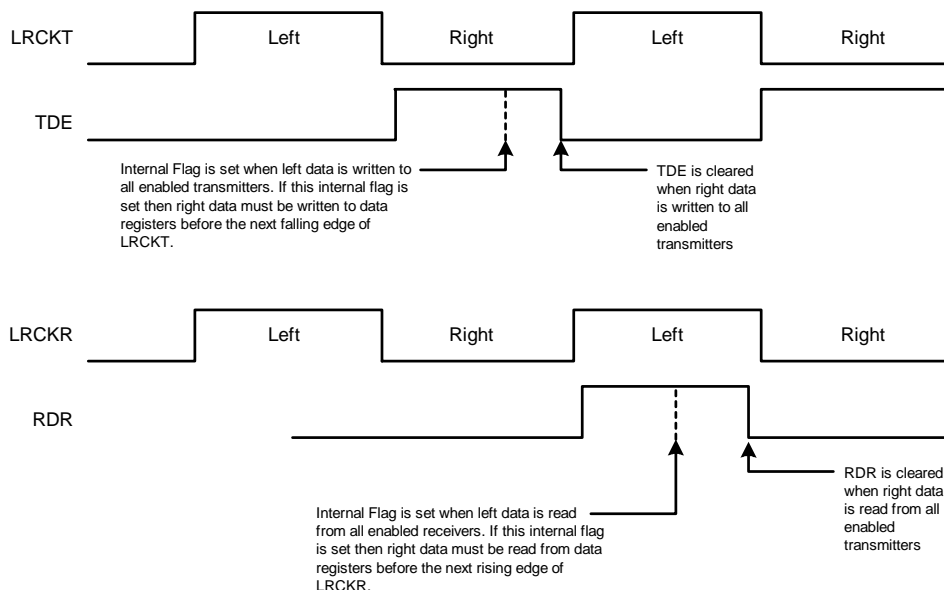 LRCKT
Left
Right
Left
Right
TDE
Internal Flag is set when left data is written to
all enabled transmitters. If this internal flag is
set then right data must be written to data
registers before the next falling edge of
LRCKT.
TDE is cleared
when right data
is written to all
enabled
transmitters
LRCKR
Left
Right
Left
Right
RDR
Internal Flag is set when left data is read
from all enabled receivers. If this internal flag
is set then right data must be read from data
registers before the next rising edge of
LRCKR.
RDR is cleared
when right data
is read from all
enabled
transmitters